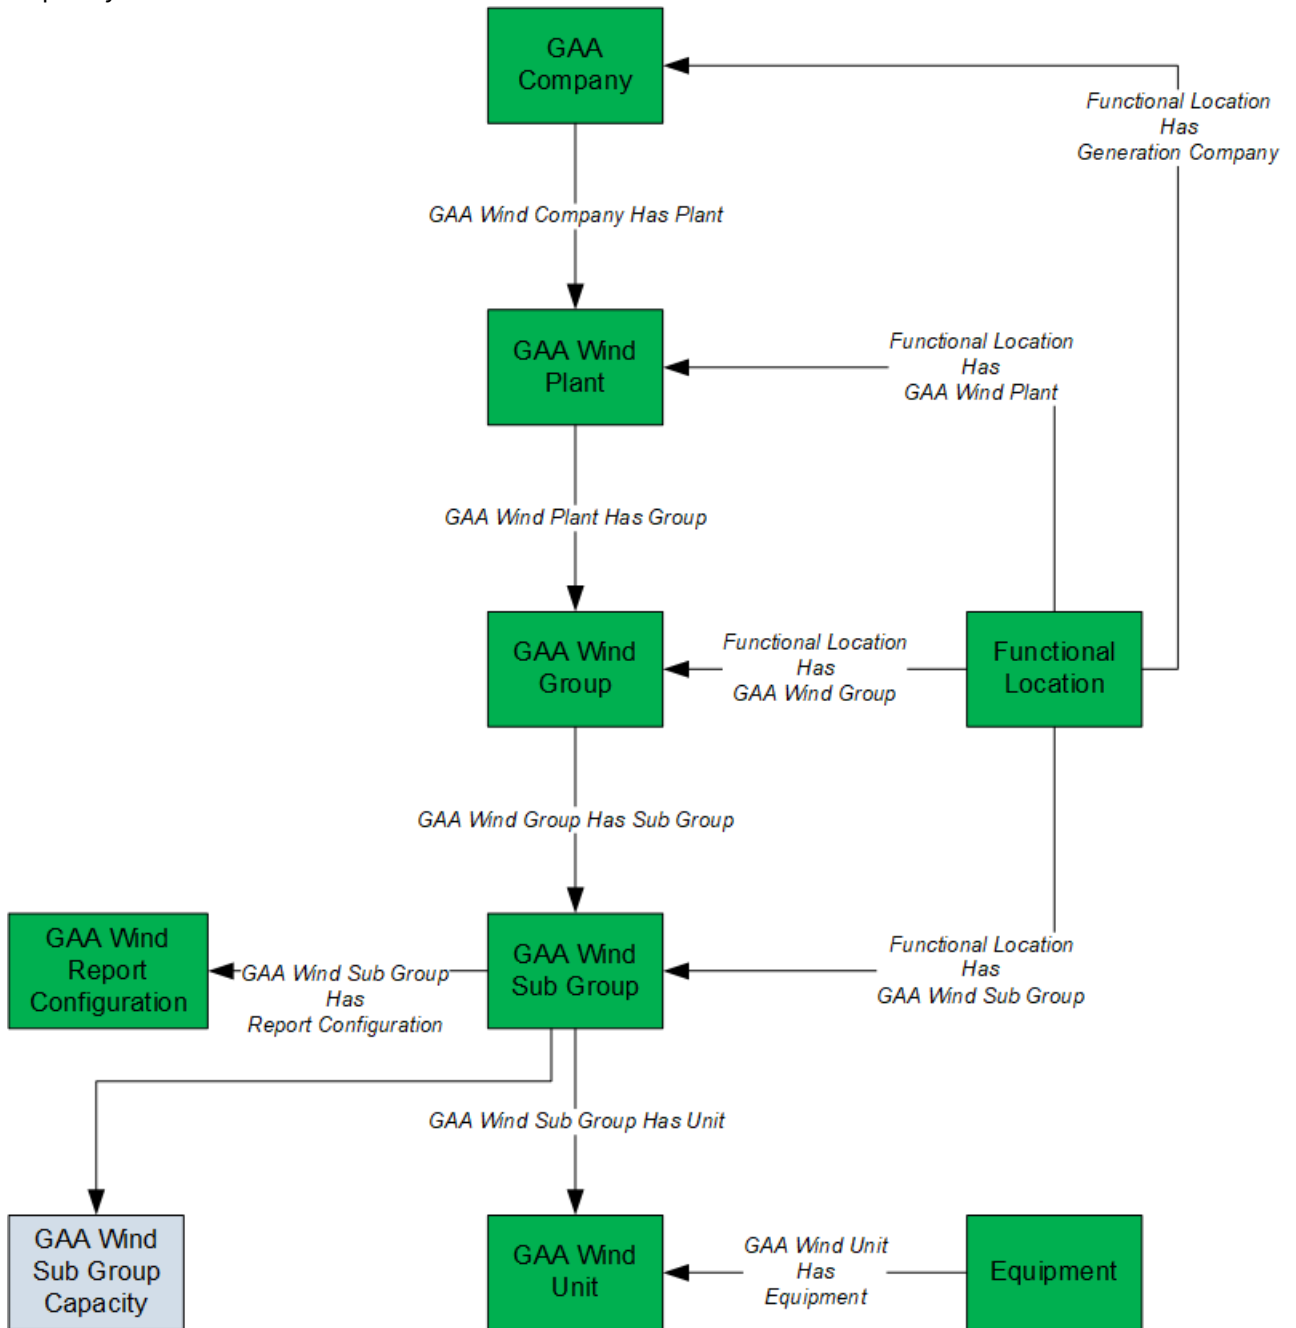 GAA
Company
Functional Location
Has
Generation Company
GAA Wind Company Has Plant
GAA Wind
Plant
Functional Location
Has
GAA Wind Plant
GAA Wind Plant Has Group
GAA Wind
Group
Functional Location
Has
GAA Wind Group
Functional
Location
GAA Wind Group Has Sub Group
GAA Wind
Report
Configuration
GAA Wind Sub Group
Has
Report Configuration
GAA Wind
Sub Group
Functional Location
Has
GAA Wind Sub Group
GAA Wind Sub Group Has Unit
GAA Wind
Sub Group
Capacity
GAA Wind
Unit
GAA Wind Unit
Has
Equipment
Equipment